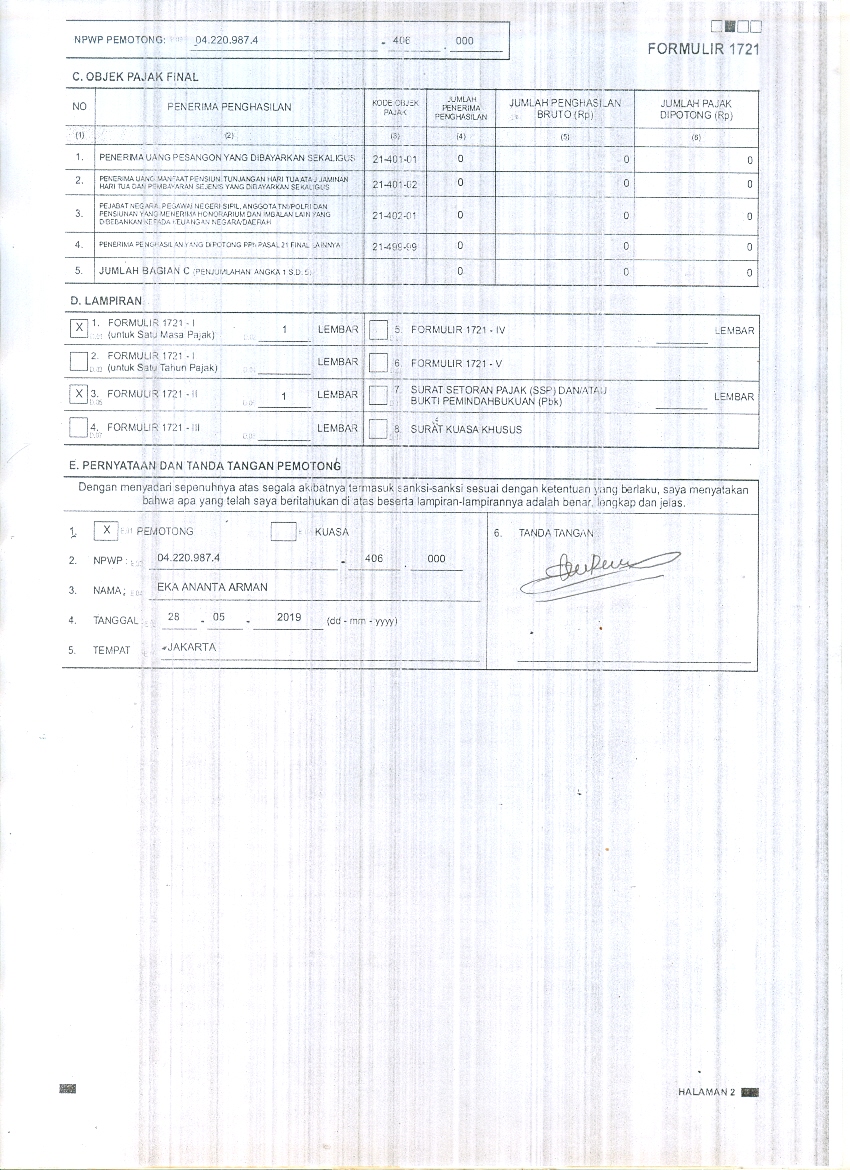 NPWP PEMOTONG: 04.220.987.4 - 406 . 000
FORMULIR 1721
C. OBJEK PAJAK FINAL
NO PENERIMA PENGHASILAN KODE OBJEK PAJAK JUMLAH PENERIMA PENGHASILAN JUMLAH PENGHASILAN BRUTO (Rp) JUMLAH PAJAK DIPOTONG (Rp)
(1) (2) (3) (4) (5) (6)
1. PENERIMA UANG PESANGON YANG DIBAYARKAN SEKALIGUS 21-401-01 0 0 0
2. PENERIMA UANG MANFAAT PENSIUN, TUNJANGAN HARI TUA ATAU JAMINAN HARI TUA DAN PEMBAYARAN SEJENIS YANG DIBAYARKAN SEKALIGUS 21-401-02 0 0 0
3. PEJABAT NEGARA, PEGAWAI NEGERI SIPIL, ANGGOTA TNI/POLRI DAN PENSIUNAN YANG MENERIMA HONORARIUM DAN IMBALAN LAIN YANG DIBEBANKAN KEPADA KEUANGAN NEGARA/DAERAH 21-402-01 0 0 0
4. PENERIMA PENGHASILAN YANG DIPOTONG PPh PASAL 21 FINAL LAINNYA 21-499-99 0 0 0
5. JUMLAH BAGIAN C (PENJUMLAHAN ANGKA 1 S.D. 5) 0 0 0
D. LAMPIRAN
X 1. FORMULIR 1721 - I 1 LEMBAR
(untuk Satu Masa Pajak)
5. FORMULIR 1721 - IV LEMBAR
2. FORMULIR 1721 - I LEMBAR
(untuk Satu Tahun Pajak)
6. FORMULIR 1721 - V
X 3. FORMULIR 1721 - II 1 LEMBAR
7. SURAT SETORAN PAJAK (SSP) DAN/ATAU LEMBAR
BUKTI PEMINDAHBUKUAN (Pbk)
4. FORMULIR 1721 - III LEMBAR
8. SURAT KUASA KHUSUS
E. PERNYATAAN DAN TANDA TANGAN PEMOTONG
Dengan menyadari sepenuhnya atas segala akibatnya termasuk sanksi-sanksi sesuai dengan ketentuan yang berlaku, saya menyatakan
bahwa apa yang telah saya beritahukan di atas beserta lampiran-lampirannya adalah benar, lengkap dan jelas.
1. X PEMOTONG KUASA
2. NPWP : 04.220.987.4 - 406 . 000
3. NAMA : EKA ANANTA ARMAN
4. TANGGAL : 28 - 05 - 2019 (dd - mm - yyyy)
5. TEMPAT JAKARTA
6. TANDA TANGAN
HALAMAN 2